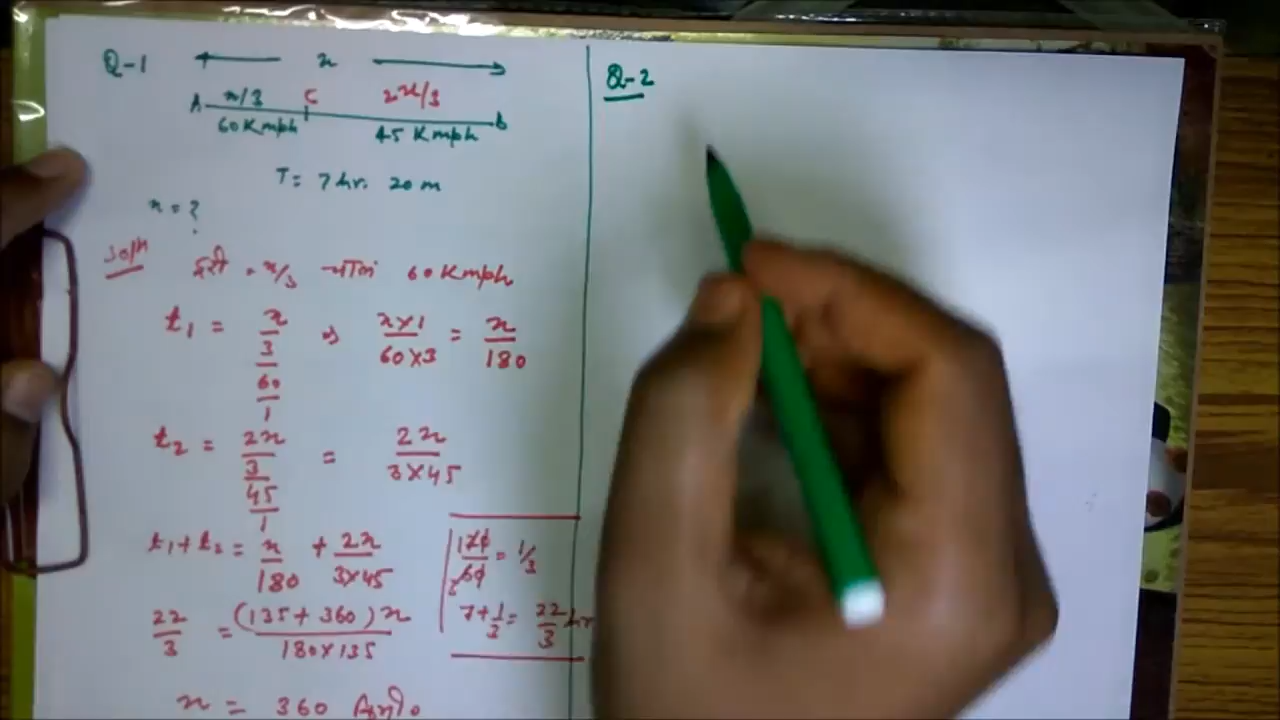 Q-1
x
A x/3 C 2x/3 B
60 Kmph 45 Kmph
T = 7 hr. 20 m
x = ?
Soln
दूरी = x/3 चाल 60 Kmph
t₁ = x/3 / 60/1 ⇒ x×1/60×3 = x/180
t₂ = 2x/3 / 45/1 = 2x/3×45
t₁+t₂ = x/180 + 2x/3×45
22/3 = (135+360)x/180×135
x = 360
20/60 = 1/3
7+1/3 = 22/3 hr
Q-2